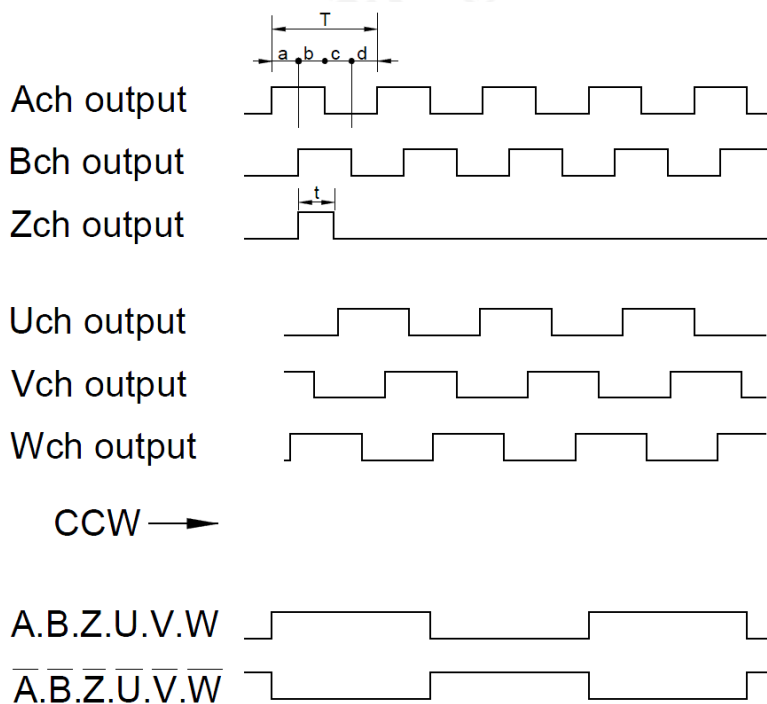 T
a b c d
Ach output
Bch output
t
Zch output
Uch output
Vch output
Wch output
CCW
A.B.Z.U.V.W
A̅.B̅.Z̅.U̅.V̅.W̅